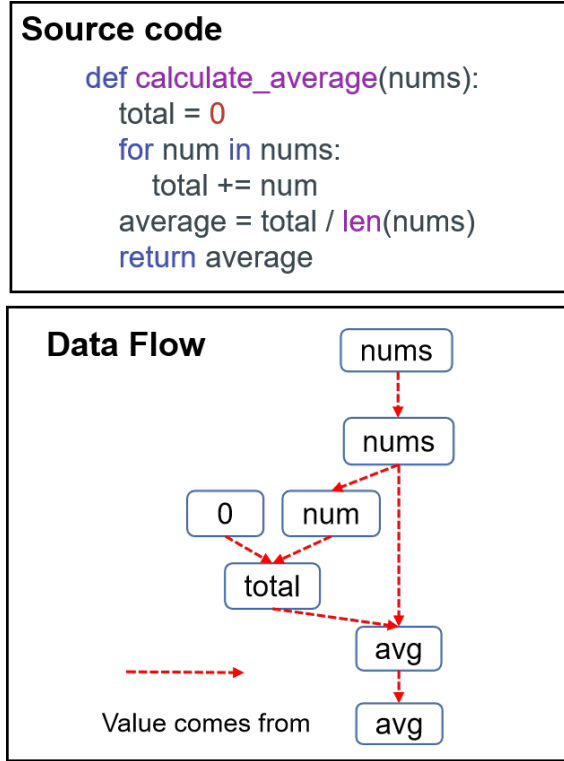 Source code
def calculate_average(nums):
total = 0
for num in nums:
total += num
average = total / len(nums)
return average
Data Flow
nums
nums
0 num
total
avg
Value comes from avg